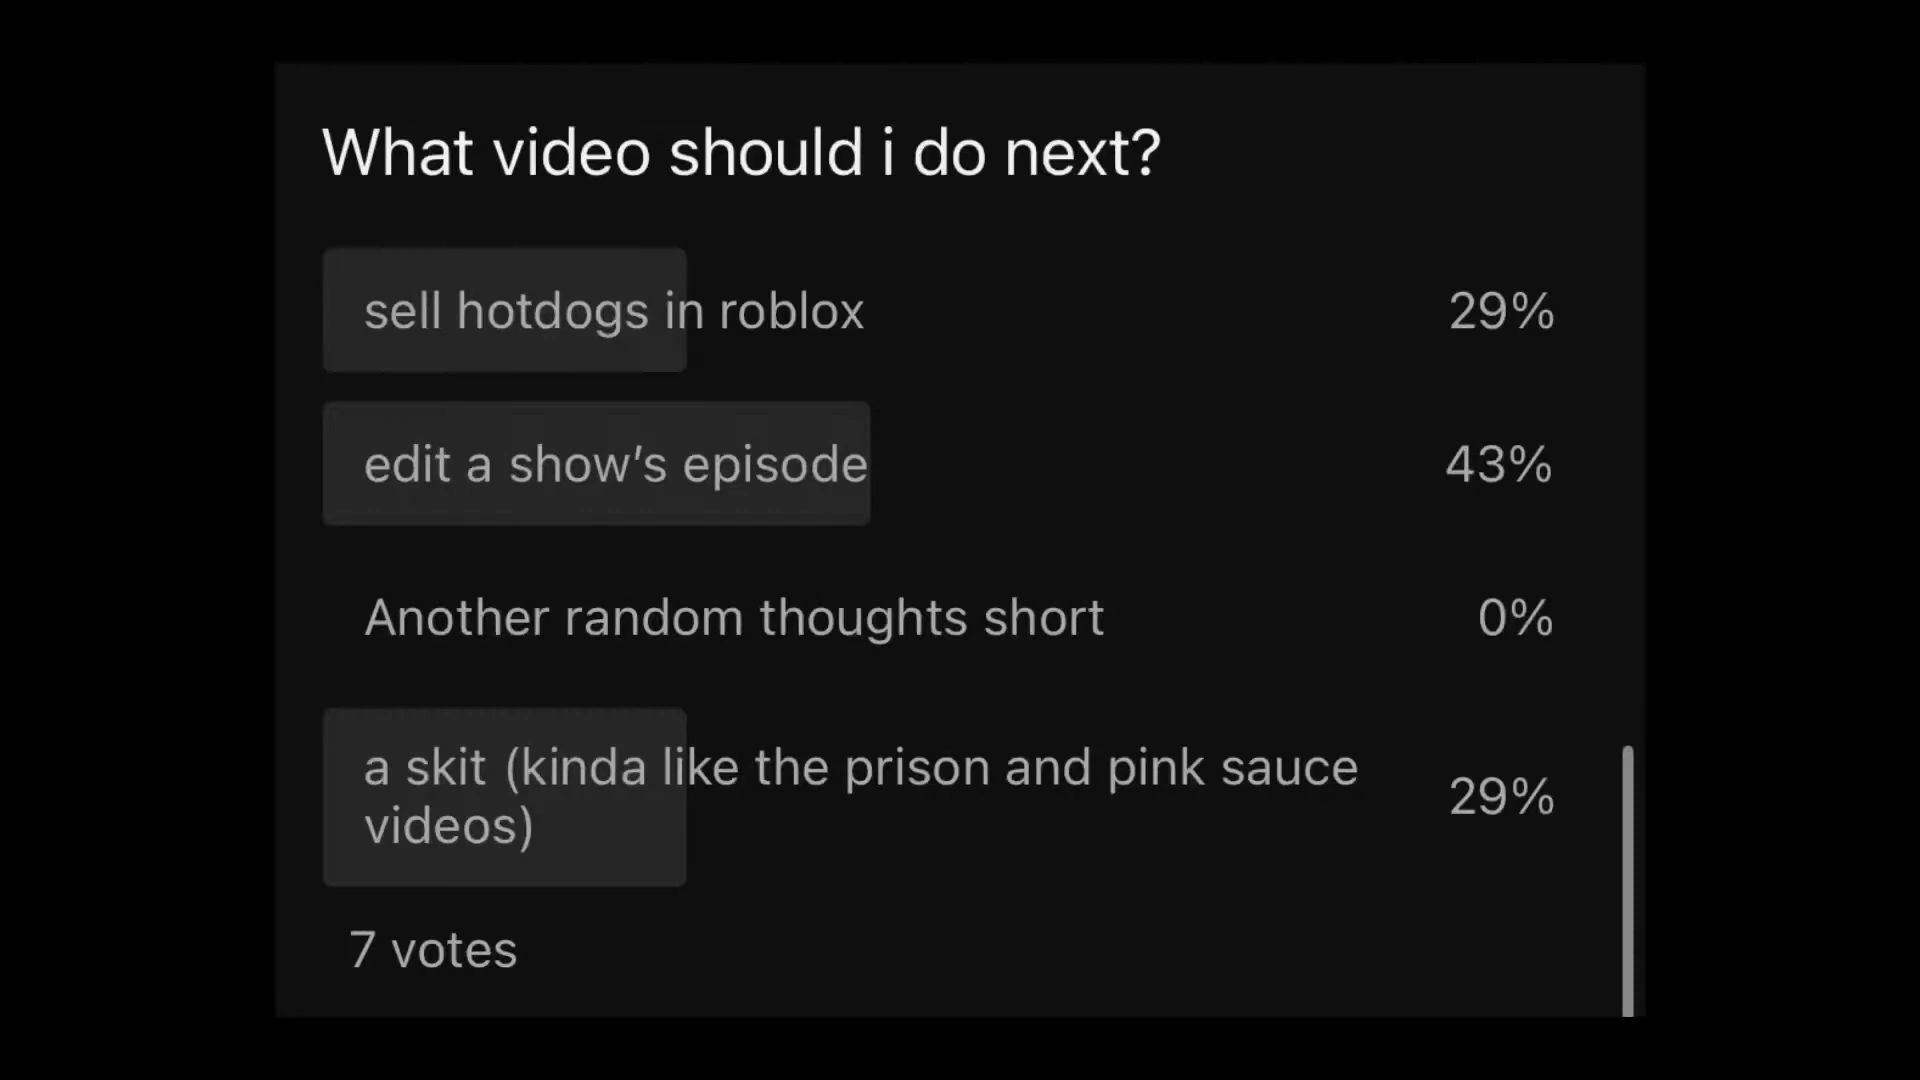 What video should i do next?
sell hotdogs in roblox 29%
edit a show’s episode 43%
Another random thoughts short 0%
a skit (kinda like the prison and pink sauce
videos) 29%
7 votes